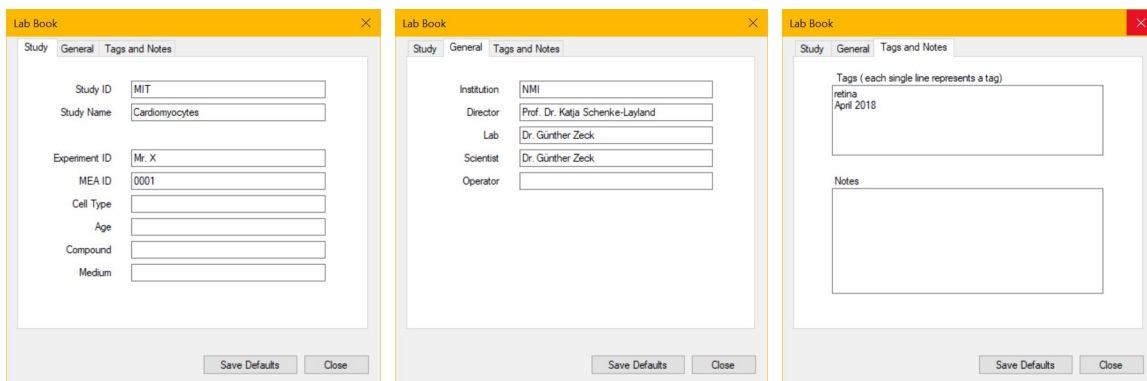 Lab Book
Study General Tags and Notes
Study ID MIT
Study Name Cardiomyocytes
Experiment ID Mr. X
MEA ID 0001
Cell Type
Age
Compound
Medium
Save Defaults Close
Lab Book
Study General Tags and Notes
Institution NMI
Director Prof. Dr. Katja Schenke-Layland
Lab Dr. Günther Zeck
Scientist Dr. Günther Zeck
Operator
Save Defaults Close
Lab Book
Study General Tags and Notes
Tags ( each single line represents a tag)
retina
April 2018
Notes
Save Defaults Close